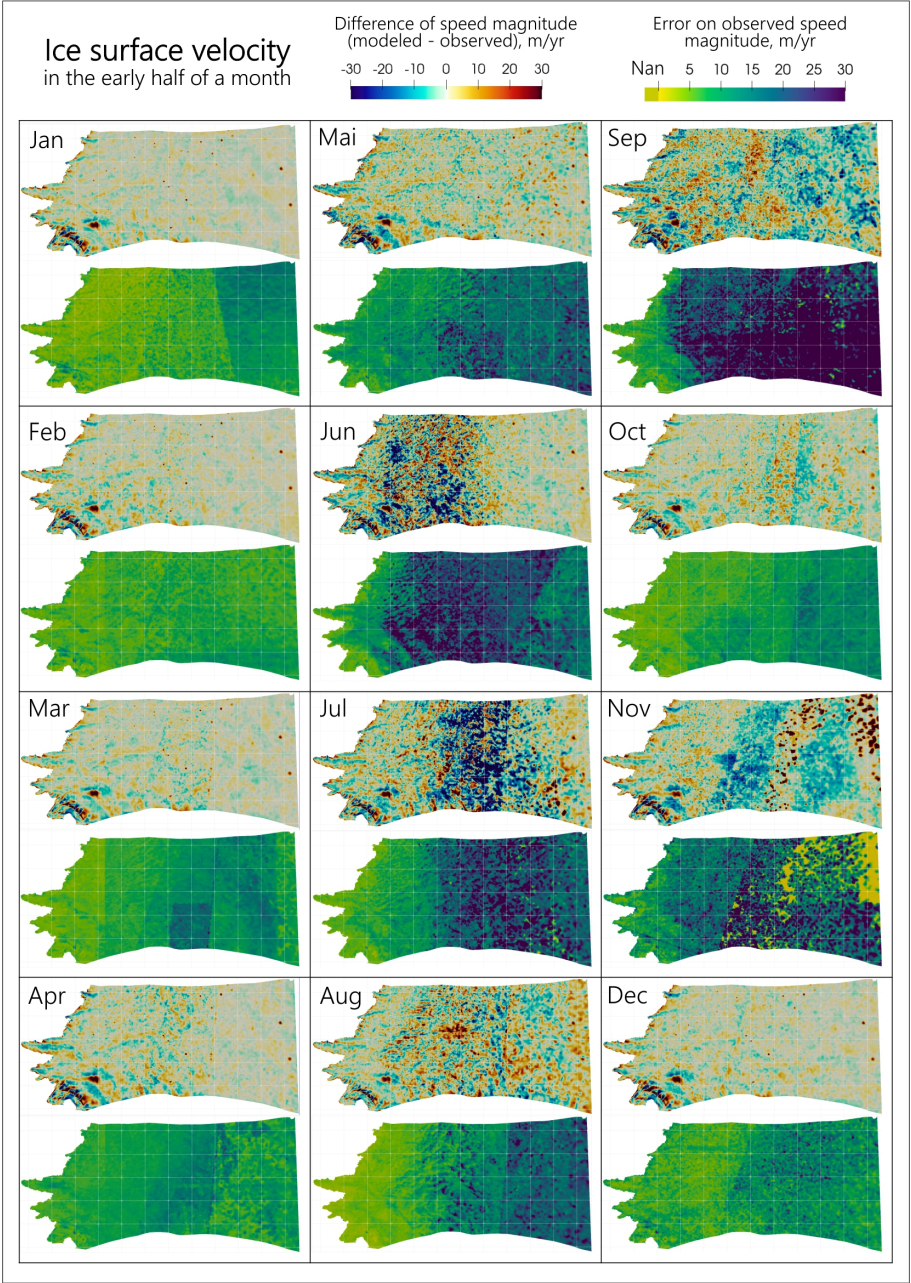 Ice surface velocity
in the early half of a month
Difference of speed magnitude
(modeled - observed), m/yr
-30 -20 -10 0 10 20 30
Error on observed speed
magnitude, m/yr
Nan 5 10 15 20 25 30
Jan
Mai
Sep
Feb
Jun
Oct
Mar
Jul
Nov
Apr
Aug
Dec